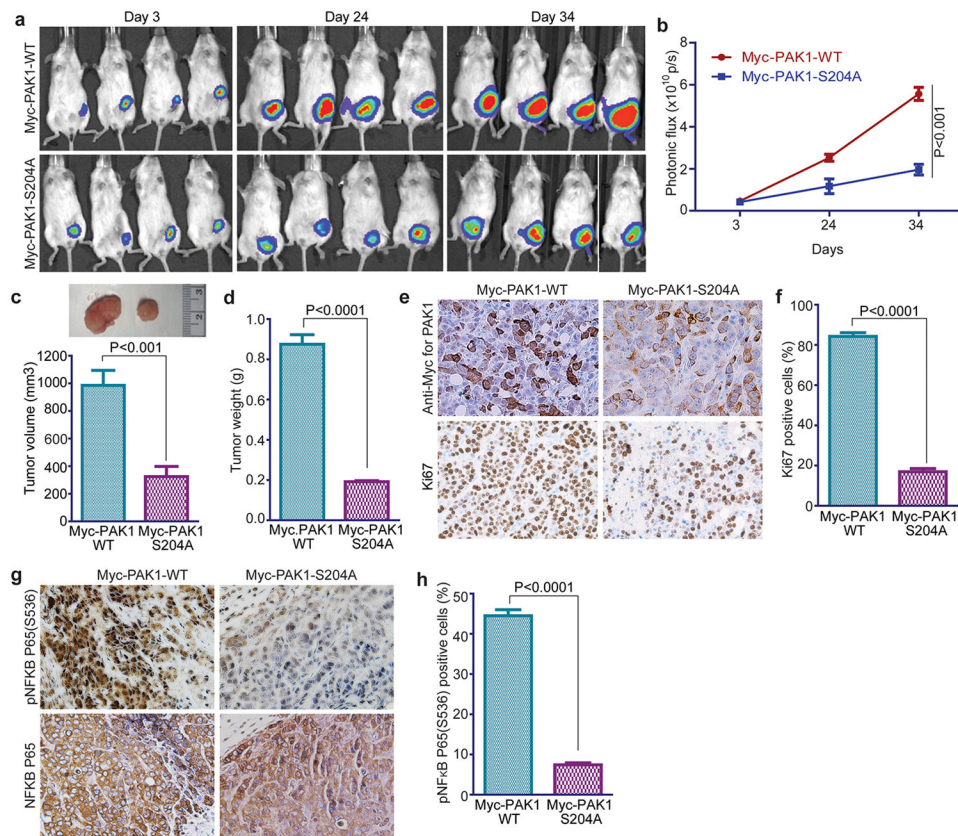 a
Day 3
Day 24
Day 34
Myc-PAK1-WT
Myc-PAK1-S204A
b
Photonic flux (x10^10 p/s)
8
6
4
2
0
Myc-PAK1-WT
Myc-PAK1-S204A
P<0.001
3
24
34
Days
c
3
2
P<0.001
Tumor volume (mm3)
1200
1000
800
600
400
200
Myc-PAK1
WT
Myc-PAK1
S204A
d
P<0.0001
Tumor weight (g)
1.0
0.8
0.6
0.4
0.2
0.0
Myc.PAK1
WT
Myc-PAK1
S204A
e
Myc-PAK1-WT
Myc-PAK1-S204A
Anti-Myc for PAK1
Ki67
f
P<0.0001
Ki67 positive cells (%)
100
80
60
40
20
0
Myc-PAK1
WT
Myc-PAK1
S204A
g
Myc-PAK1-WT
Myc-PAK1-S204A
pNFKB P65(S536)
NFKB P65
h
P<0.0001
pNFκB P65(S536) positive cells (%)
50
40
30
20
10
0
Myc-PAK1
WT
Myc-PAK1
S204A